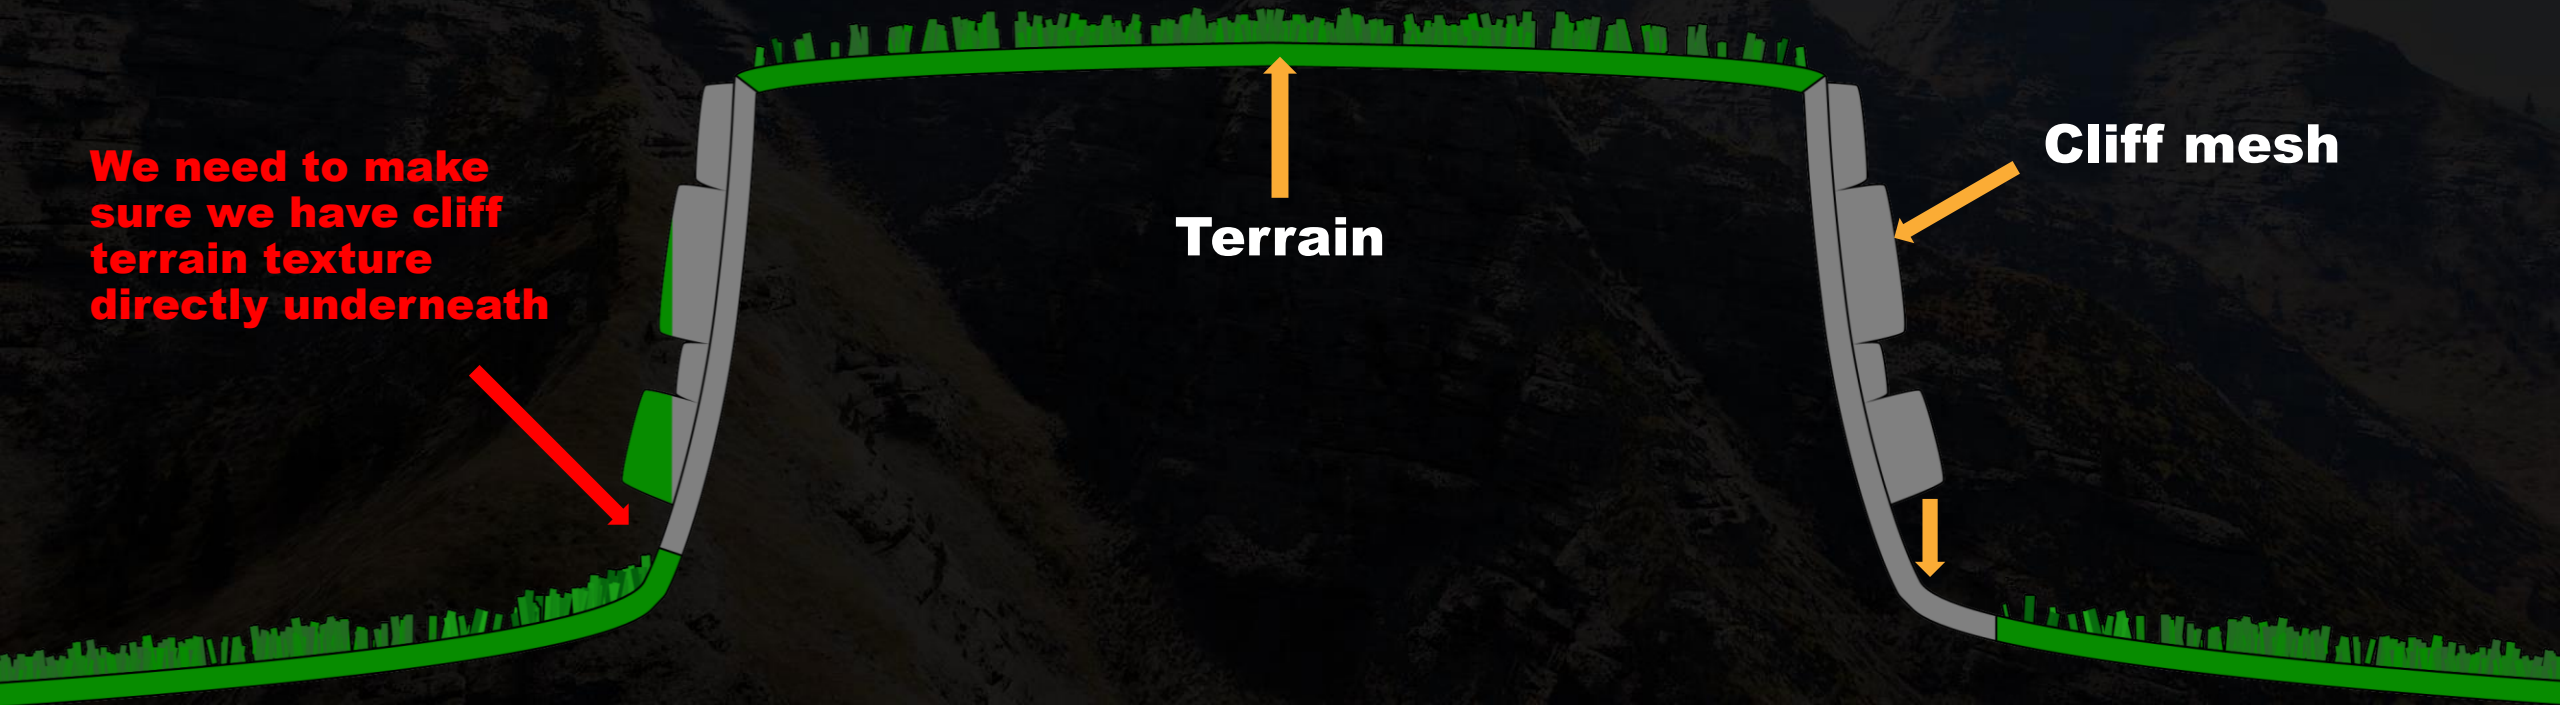 We need to make
sure we have cliff
terrain texture
directly underneath
Terrain
Cliff mesh